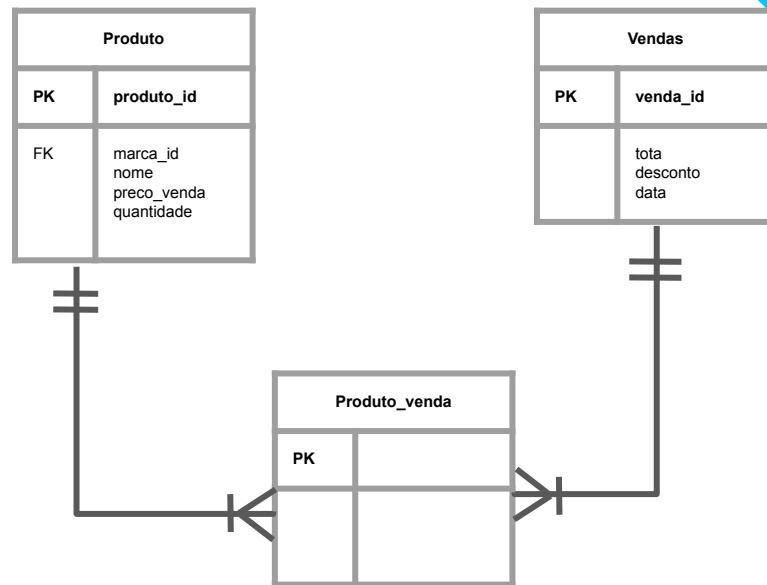 Produto
PK produto_id
FK marca_id
nome
preco_venda
quantidade
Vendas
PK venda_id
tota
desconto
data
Produto_venda
PK